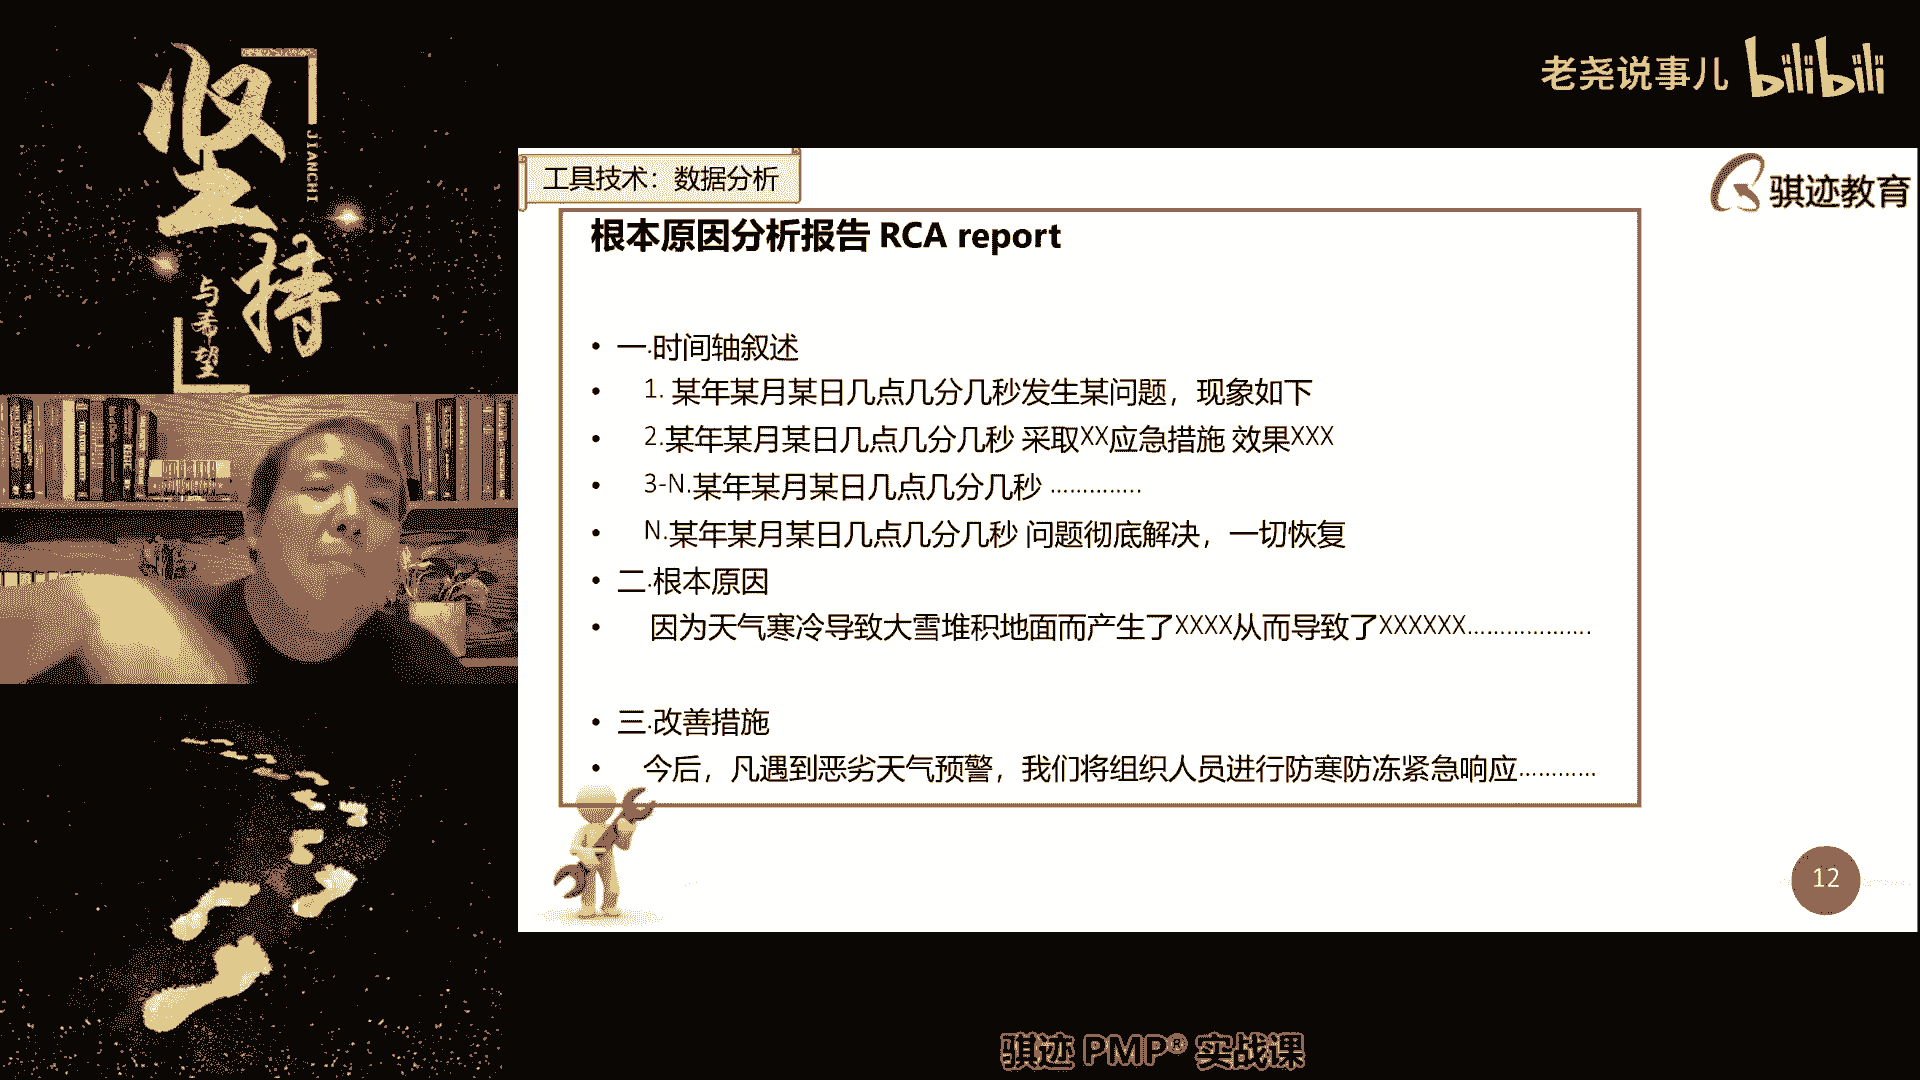 坚持
JIANCHI
与希望
老尧说事儿 bilibili
工具技术：数据分析
骐迹教育
根本原因分析报告 RCA report
• 一.时间轴叙述
• 1. 某年某月某日几点几分几秒发生某问题，现象如下
• 2.某年某月某日几点几分几秒 采取XX应急措施 效果XXX
• 3-N.某年某月某日几点几分几秒 .............
• N.某年某月某日几点几分几秒 问题彻底解决，一切恢复
• 二.根本原因
• 因为天气寒冷导致大雪堆积地面而产生了XXXX从而导致了XXXXXX..................
• 三.改善措施
• 今后，凡遇到恶劣天气预警，我们将组织人员进行防寒防冻紧急响应...........
12
骐迹 PMP® 实战课